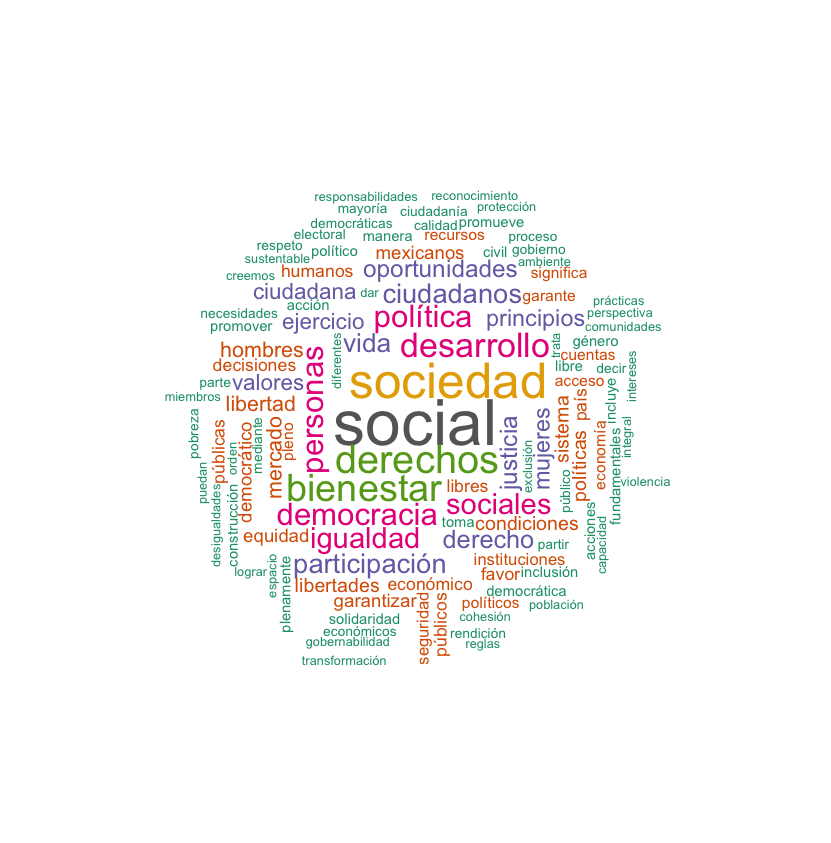 responsabilidades
reconocimiento
mayoría
ciudadanía
protección
democráticas
calidad
promueve
electoral
manera
recursos
proceso
respeto
político
mexicanos
civil
gobierno
sustentable
ambiente
creemos
humanos
oportunidades
significa
ciudadana
dar
ciudadanos
garante
prácticas
acción
necesidades
ejercicio
política
principios
perspectiva
promover
comunidades
vida
desarrollo
trata
género
hombres
diferentes
cuentas
decisiones
libre
decir
intereses
parte
valores
personas
sociedad
acceso
miembros
libertad
país
incluye
social
pobreza
públicas
democrático
mediante
mercado
pleno
orden
justicia
mujeres
sistema
políticas
economía
integral
fundamentales
derechos
exclusión
puedan
bienestar
libres
público
violencia
desigualdades
construcción
sociales
democracia
toma
condiciones
acciones
capacidad
equidad
igualdad
derecho
partir
participación
instituciones
lograr
espacio
plenamente
favor
inclusión
libertades
económico
democrática
garantizar
seguridad
públicos
políticos
población
solidaridad
cohesión
económicos
rendición
gobernabilidad
reglas
transformación